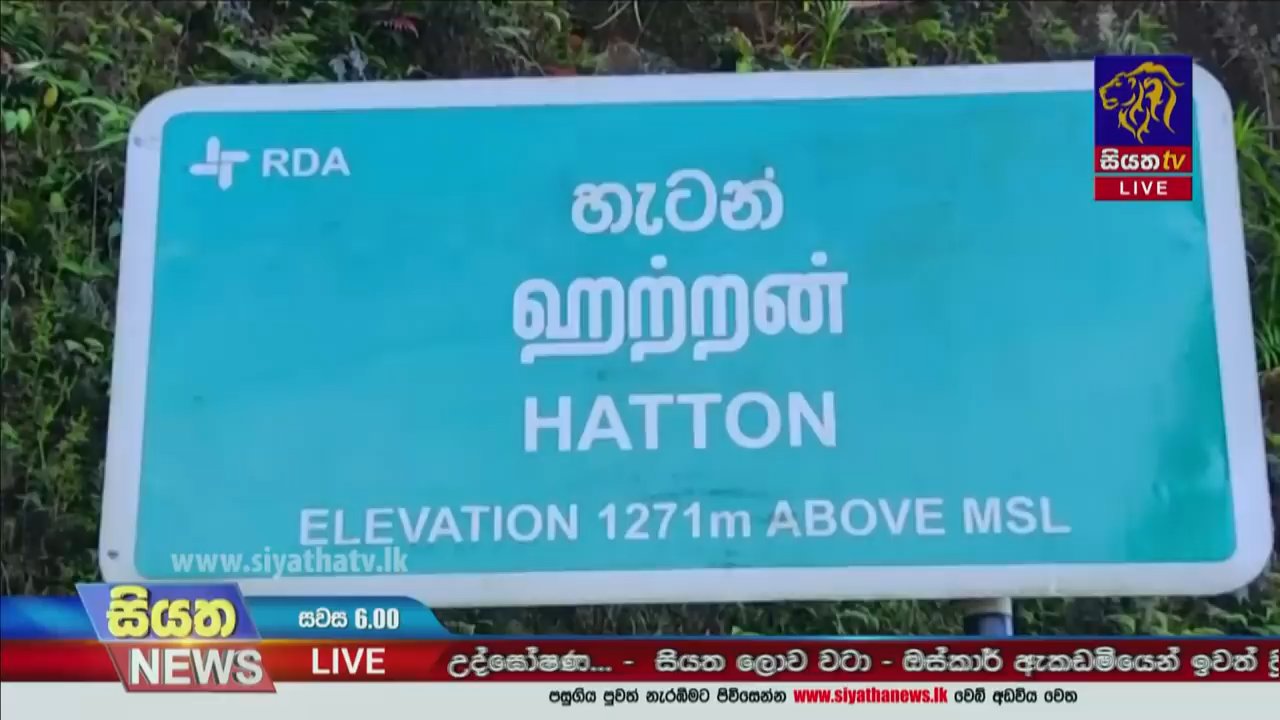 RDA
සියත tv
LIVE
හැටන්
ஹற்றன்
HATTON
ELEVATION 1271m ABOVE MSL
www.siyathatv.lk
සියත
සවස 6.00
NEWS
LIVE
උද්ඝෝෂණ... - සියත ලොව වටා - ඔස්කාර් ඇකඩමියෙන් ඉවත්
පසුගිය පුවත් නැරඹීමට පිවිසෙන්න www.siyathanews.lk වෙබ් අඩවිය වෙත